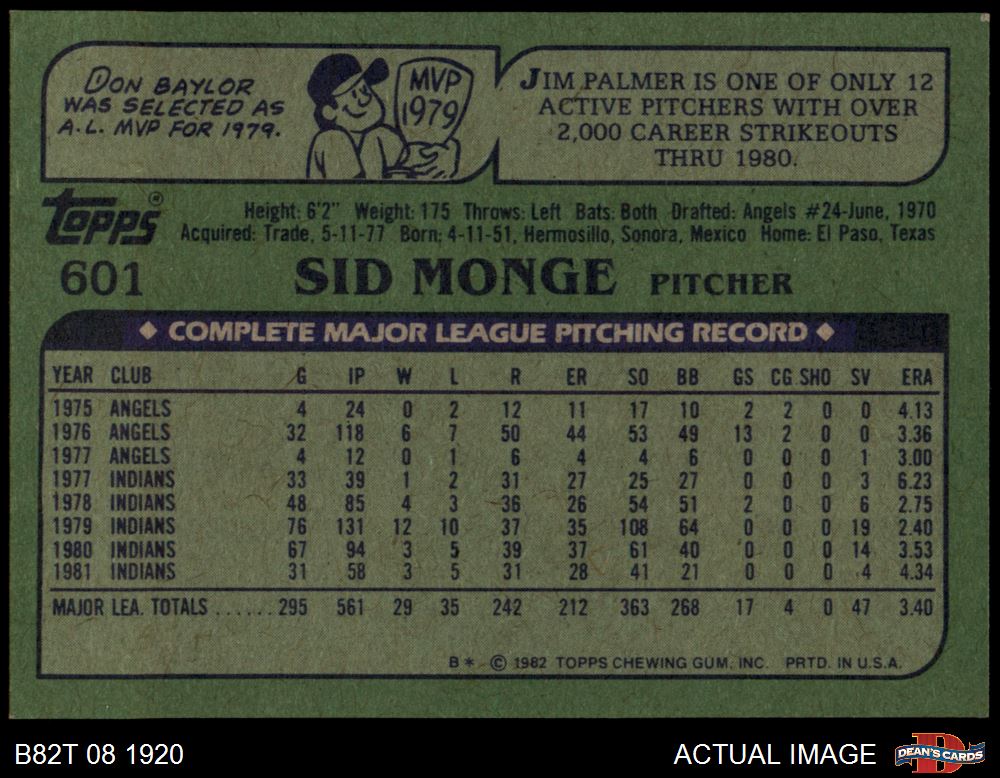 DON BAYLOR
WAS SELECTED AS
A.L. MVP FOR 1979.
MVP
1979
JIM PALMER IS ONE OF ONLY 12
ACTIVE PITCHERS WITH OVER
2,000 CAREER STRIKEOUTS
THRU 1980.
TOPPS®
Height: 6'2" Weight: 175 Throws: Left Bats: Both Drafted: Angels #24-June, 1970
Acquired: Trade, 5-11-77 Born: 4-11-51, Hermosillo, Sonora, Mexico Home: El Paso, Texas
601 SID MONGE PITCHER
◆ COMPLETE MAJOR LEAGUE PITCHING RECORD ◆
YEAR CLUB G IP W L R ER SO BB GS CG SHO SV ERA
1975 ANGELS 4 24 0 2 12 11 17 10 2 2 0 0 4.13
1976 ANGELS 32 118 6 7 50 44 53 49 13 2 0 0 3.36
1977 ANGELS 4 12 0 1 6 4 4 6 0 0 0 1 3.00
1977 INDIANS 33 39 1 2 31 27 25 27 0 0 0 3 6.23
1978 INDIANS 48 85 4 3 36 26 54 51 2 0 0 6 2.75
1979 INDIANS 76 131 12 10 37 35 108 64 0 0 0 19 2.40
1980 INDIANS 67 94 3 5 39 37 61 40 0 0 0 14 3.53
1981 INDIANS 31 58 3 5 31 28 41 21 0 0 0 4 4.34
MAJOR LEA. TOTALS ...... 295 561 29 35 242 212 363 268 17 4 0 47 3.40
B* © 1982 TOPPS CHEWING GUM, INC. PRTD. IN U.S.A.
B82T 08 1920
ACTUAL IMAGE
DEAN'S CARDS